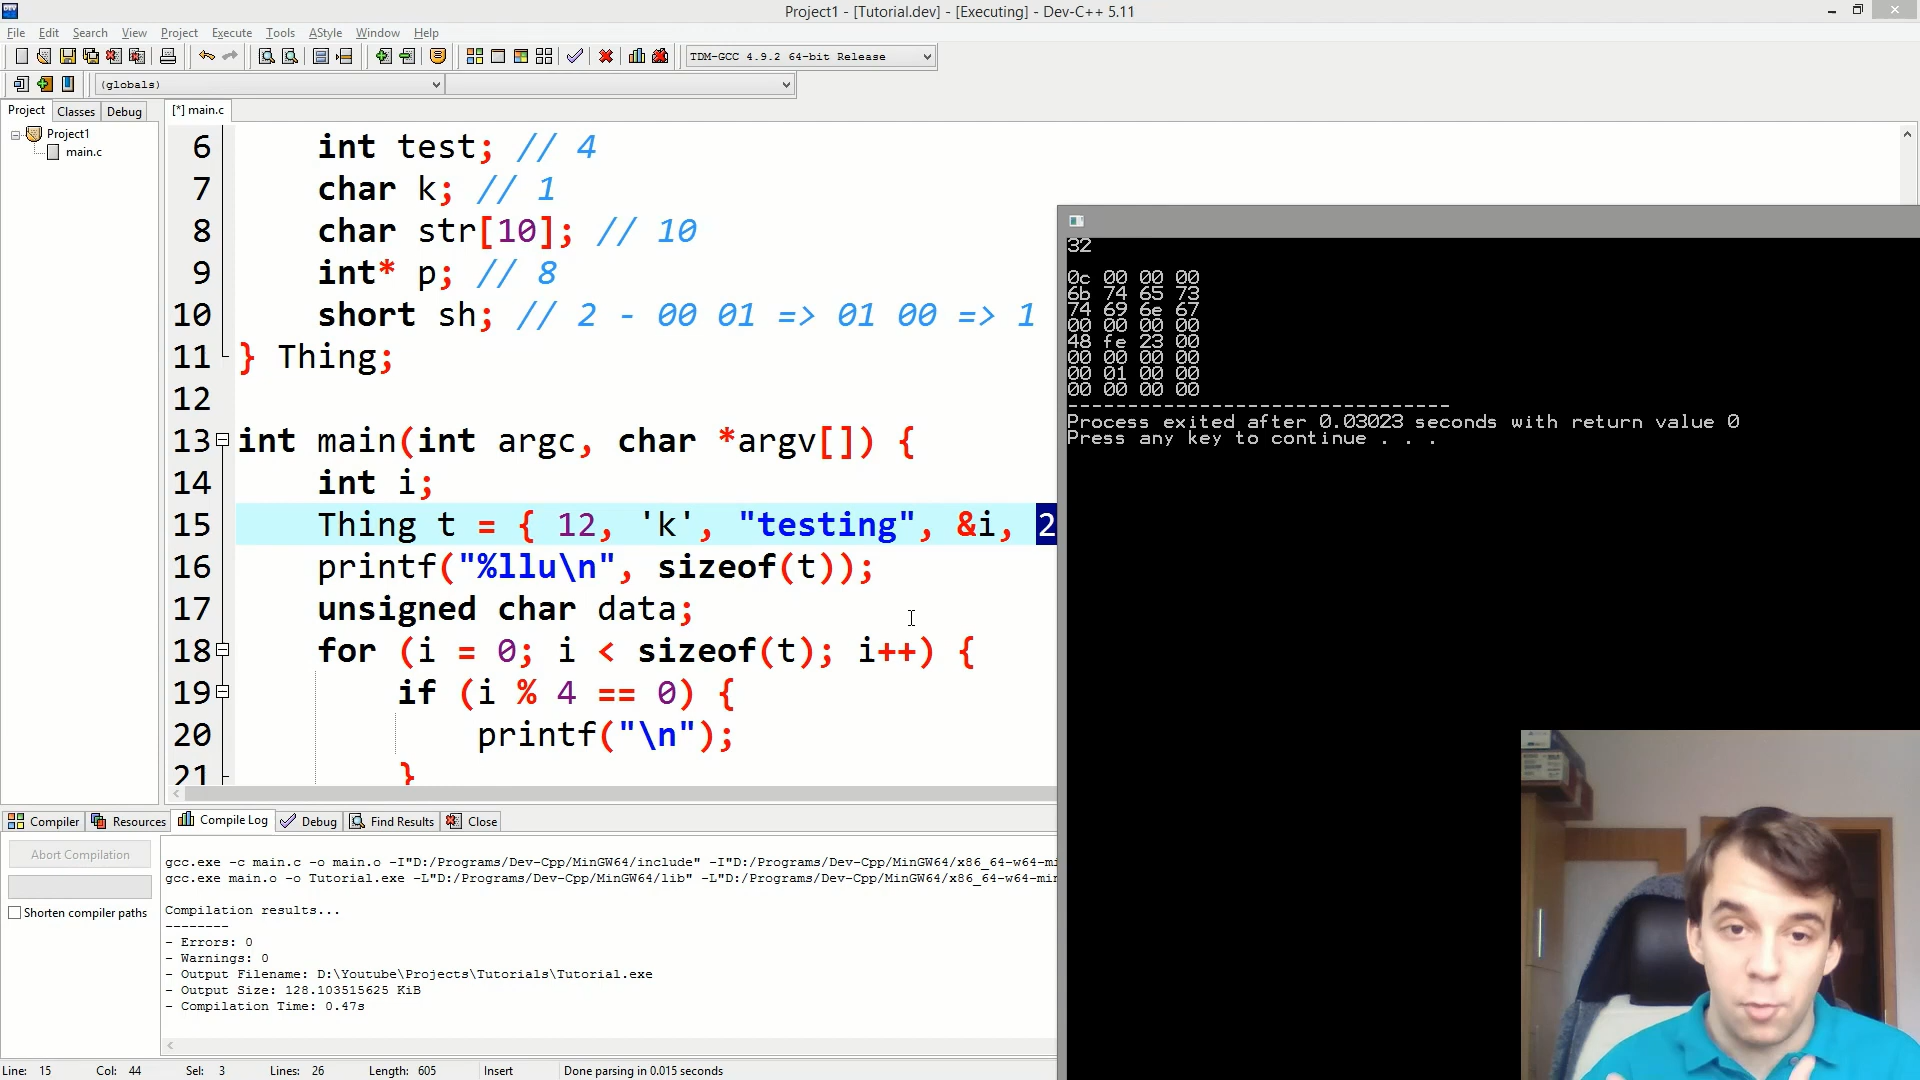 Project1 - [Tutorial.dev] - [Executing] - Dev-C++ 5.11
File Edit Search View Project Execute Tools AStyle Window Help
TDM-GCC 4.9.2 64-bit Release
(globals)
Project Classes Debug
[*] main.c
Project1
main.c
6 int test; // 4
7 char k; // 1
8 char str[10]; // 10
9 int* p; // 8
10 short sh; // 2 - 00 01 => 01 00 => 1
11 } Thing;
12
13 int main(int argc, char *argv[]) {
14 int i;
15 Thing t = { 12, 'k', "testing", &i, 2
16 printf("%llu\n", sizeof(t));
17 unsigned char data;
18 for (i = 0; i < sizeof(t); i++) {
19 if (i % 4 == 0) {
20 printf("\n");
21 }
32
0c 00 00 00
6b 74 65 73
74 69 6e 67
00 00 00 00
48 fe 23 00
00 00 00 00
00 01 00 00
00 00 00 00
--------------------------------
Process exited after 0.03023 seconds with return value 0
Press any key to continue . . .
Compiler Resources Compile Log Debug Find Results Close
Abort Compilation
Shorten compiler paths
gcc.exe -c main.c -o main.o -I"D:/Programs/Dev-Cpp/MinGW64/include" -I"D:/Programs/Dev-Cpp/MinGW64/x86_64-w64-mi
gcc.exe main.o -o Tutorial.exe -L"D:/Programs/Dev-Cpp/MinGW64/lib" -L"D:/Programs/Dev-Cpp/MinGW64/x86_64-w64-min
Compilation results...
--------
- Errors: 0
- Warnings: 0
- Output Filename: D:\Youtube\Projects\Tutorials\Tutorial.exe
- Output Size: 128.103515625 KiB
- Compilation Time: 0.47s
Line: 15 Col: 44 Sel: 3 Lines: 26 Length: 605 Insert Done parsing in 0.015 seconds